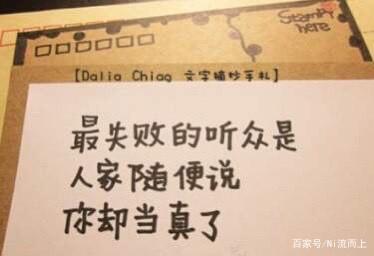 Stamp
here
【Dalia Chiag 文字摘抄手札】
最失败的听众是
人家随便说
你却当真了
百家号/Ni流而上